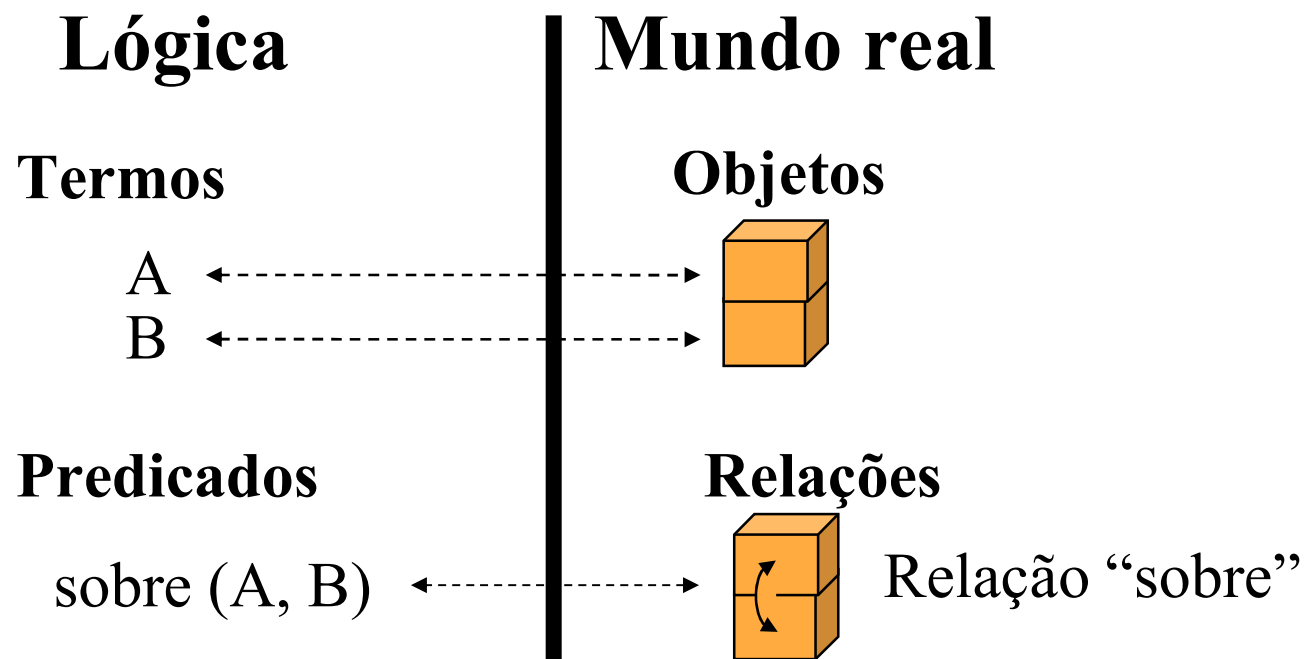 Lógica
Mundo real
Termos
Objetos
A
B
Predicados
Relações
sobre (A, B)
Relação “sobre”